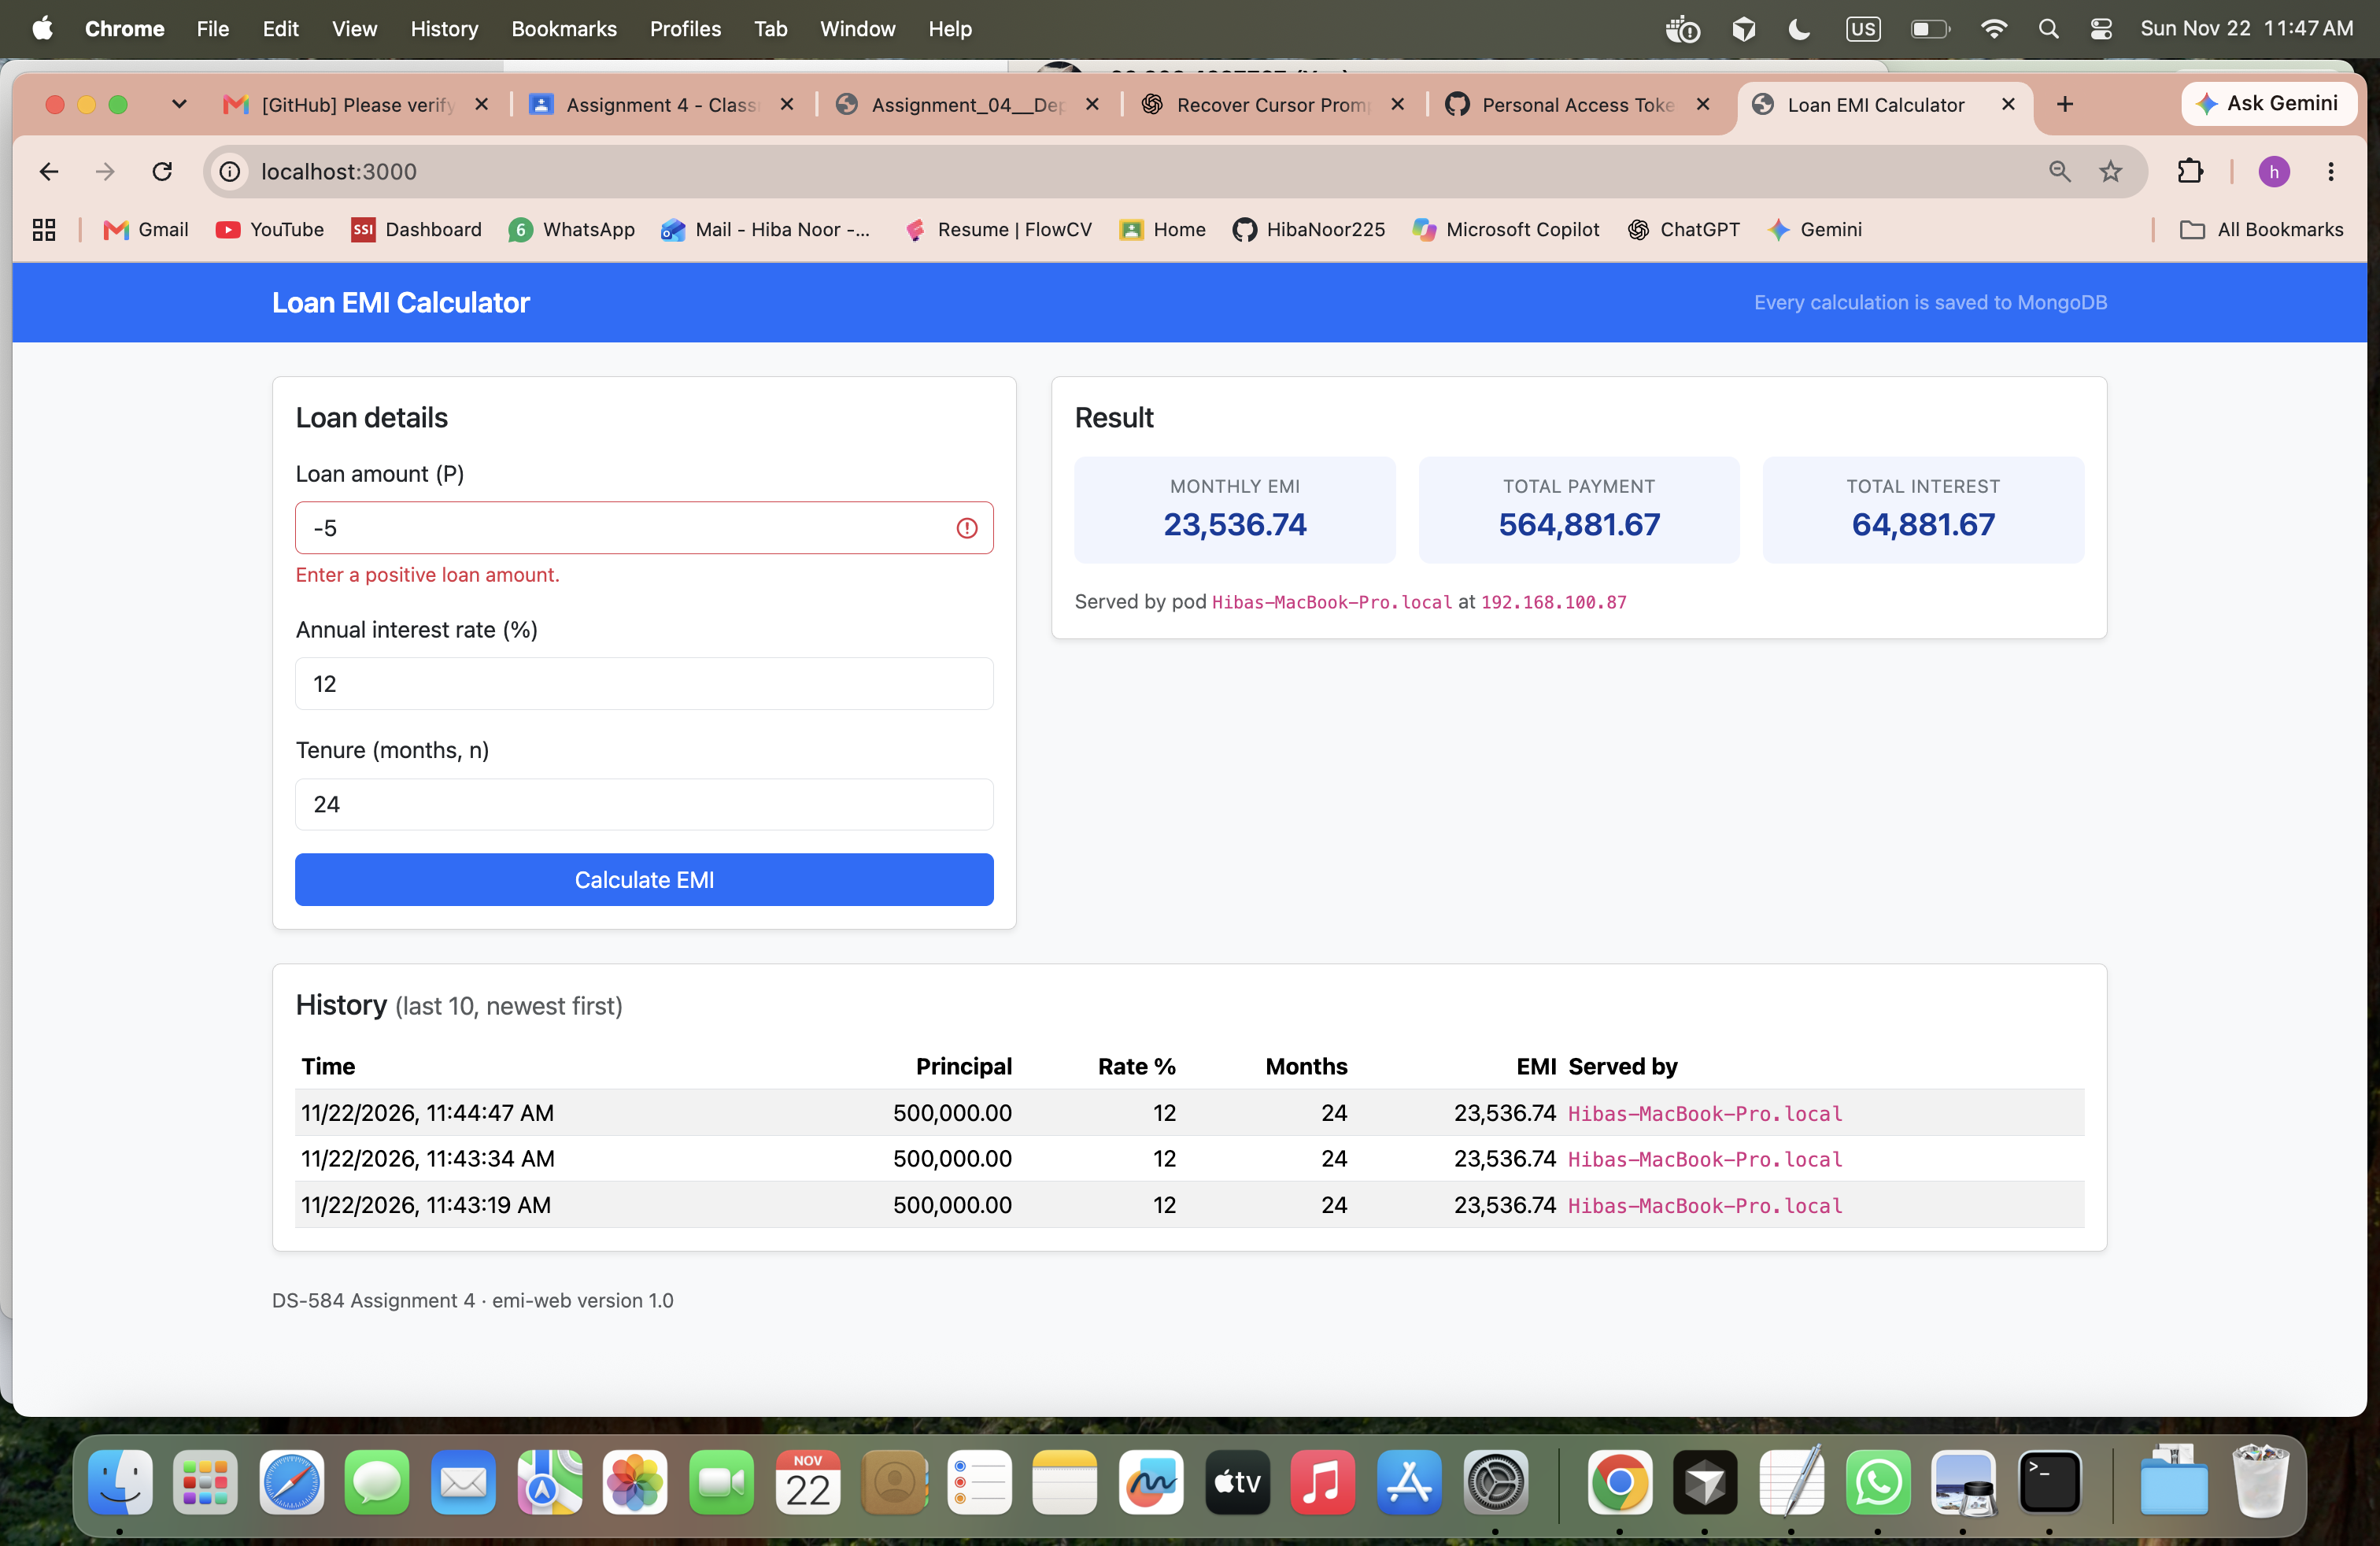 Chrome File Edit View History Bookmarks Profiles Tab Window Help US Sun Nov 22 11:47 AM
[GitHub] Please verify Assignment 4 - Class Assignment_04__Dep Recover Cursor Prom Personal Access Toke Loan EMI Calculator Ask Gemini
localhost:3000 h
Gmail YouTube SSI Dashboard 6 WhatsApp Mail - Hiba Noor -... Resume | FlowCV Home HibaNoor225 Microsoft Copilot ChatGPT Gemini All Bookmarks
Loan EMI Calculator Every calculation is saved to MongoDB
Loan details
Loan amount (P)
-5
Enter a positive loan amount.
Annual interest rate (%)
12
Tenure (months, n)
24
Calculate EMI
Result
MONTHLY EMI TOTAL PAYMENT TOTAL INTEREST
23,536.74 564,881.67 64,881.67
Served by pod Hibas-MacBook-Pro.local at 192.168.100.87
History (last 10, newest first)
Time Principal Rate % Months EMI Served by
11/22/2026, 11:44:47 AM 500,000.00 12 24 23,536.74 Hibas-MacBook-Pro.local
11/22/2026, 11:43:34 AM 500,000.00 12 24 23,536.74 Hibas-MacBook-Pro.local
11/22/2026, 11:43:19 AM 500,000.00 12 24 23,536.74 Hibas-MacBook-Pro.local
DS-584 Assignment 4 · emi-web version 1.0
NOV
22
tv
>_